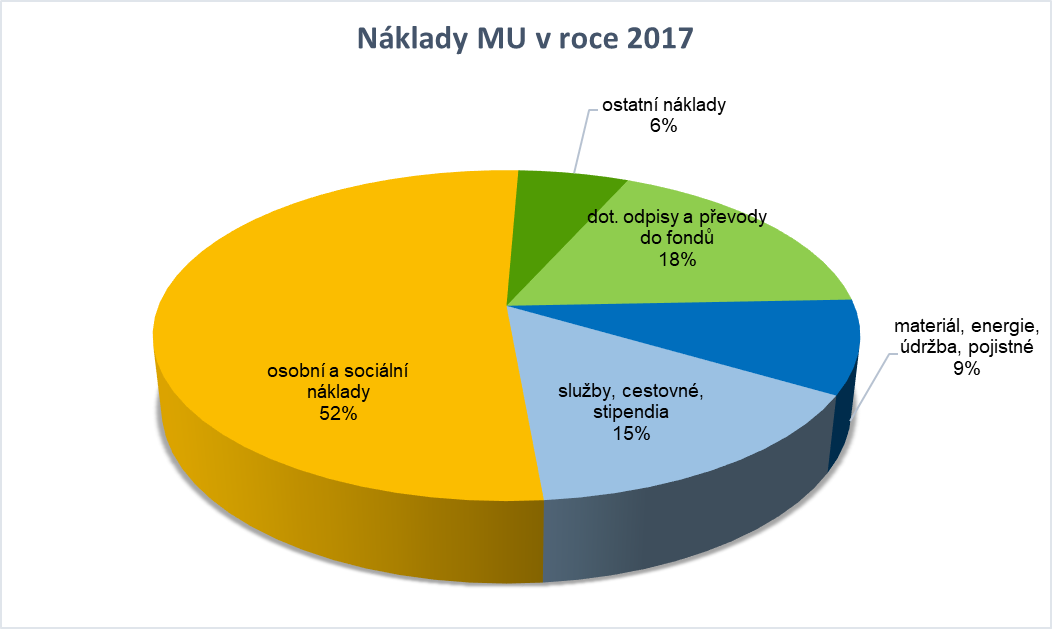 Náklady MU v roce 2017
ostatní náklady
6%
dot. odpisy a převody
do fondů
18%
materiál, energie,
údržba, pojistné
9%
služby, cestovné,
stipendia
15%
osobní a sociální
náklady
52%